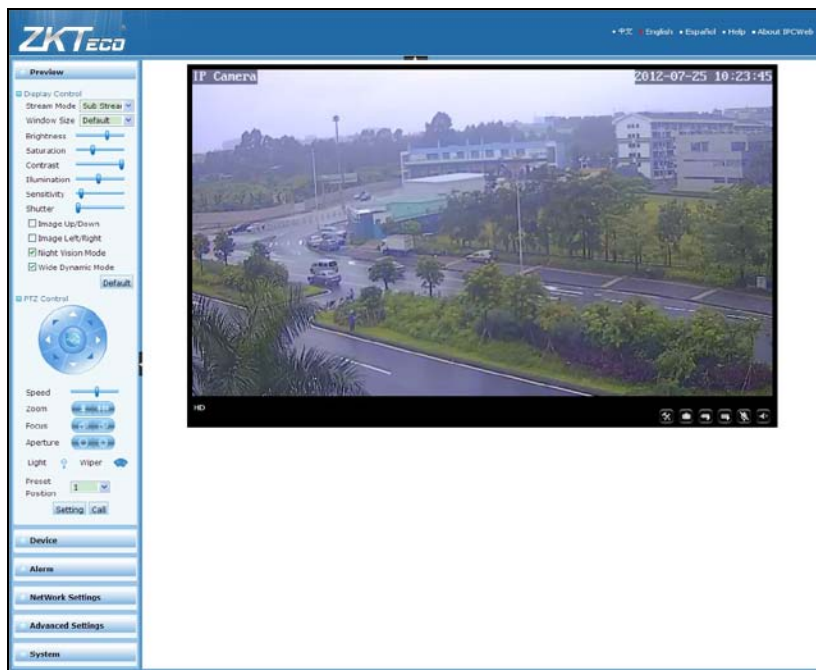 ZKTeco
• 中文 English • Español • Help • About IPCWeb
Preview
Display Control
Stream Mode Sub Strear
Window Size Default
Brightness
Saturation
Contrast
Illumination
Sensitivity
Shutter
Image Up/Down
Image Left/Right
Night Vision Mode
Wide Dynamic Mode
Default
PTZ Control
Speed
Zoom
Focus
Aperture
Light Wiper
Preset
Position
1
Setting Call
Device
Alarm
NetWork Settings
Advanced Settings
System
IP Camera 2012-07-25 10:23:45
HD